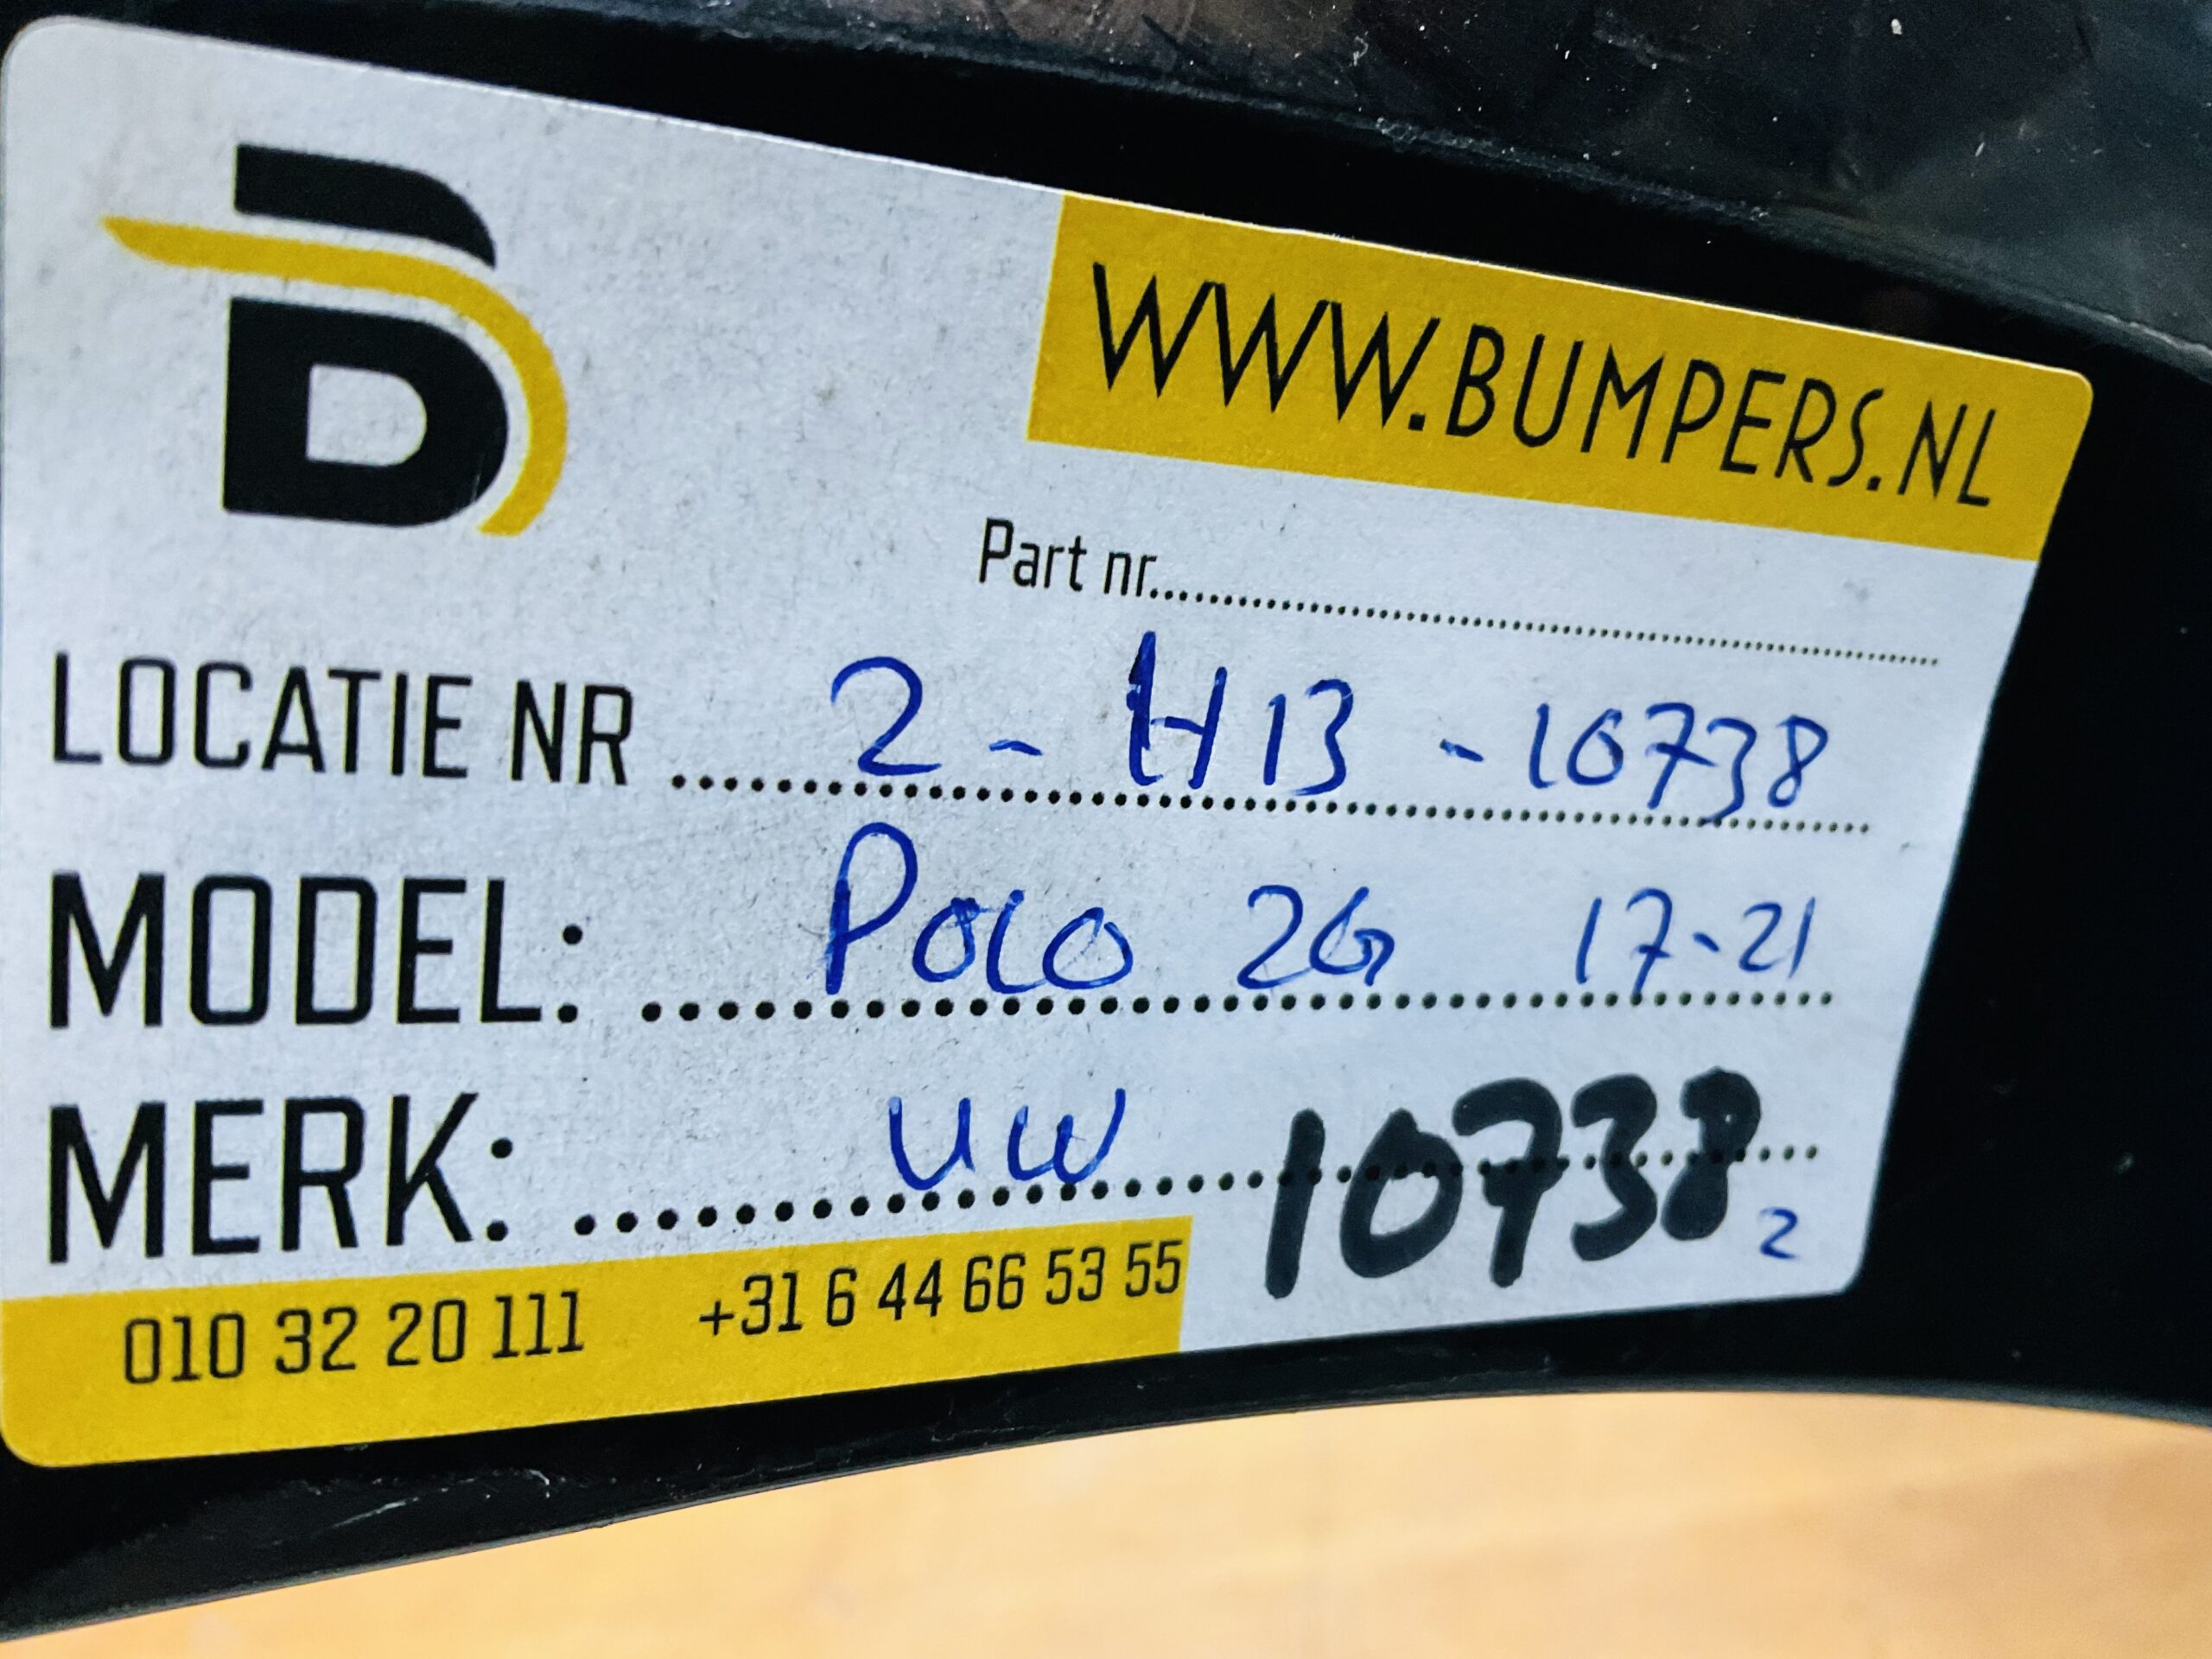 B
WWW.BUMPERS.NL
Part nr................
LOCATIE NR ........ 2 - H13 - 10738
MODEL: ........ Polo 2G 17-21
MERK: ........ VW 10738 2
010 32 20 111 +31 6 44 66 53 55